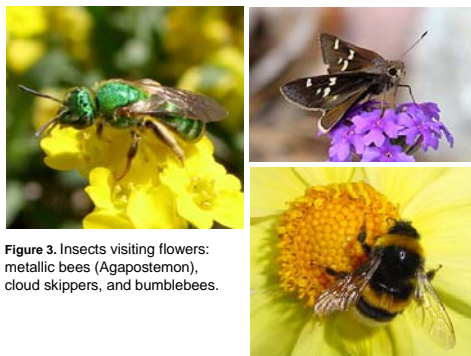 Figure 3. Insects visiting flowers:
metallic bees (Agapostemon),
cloud skippers, and bumblebees.